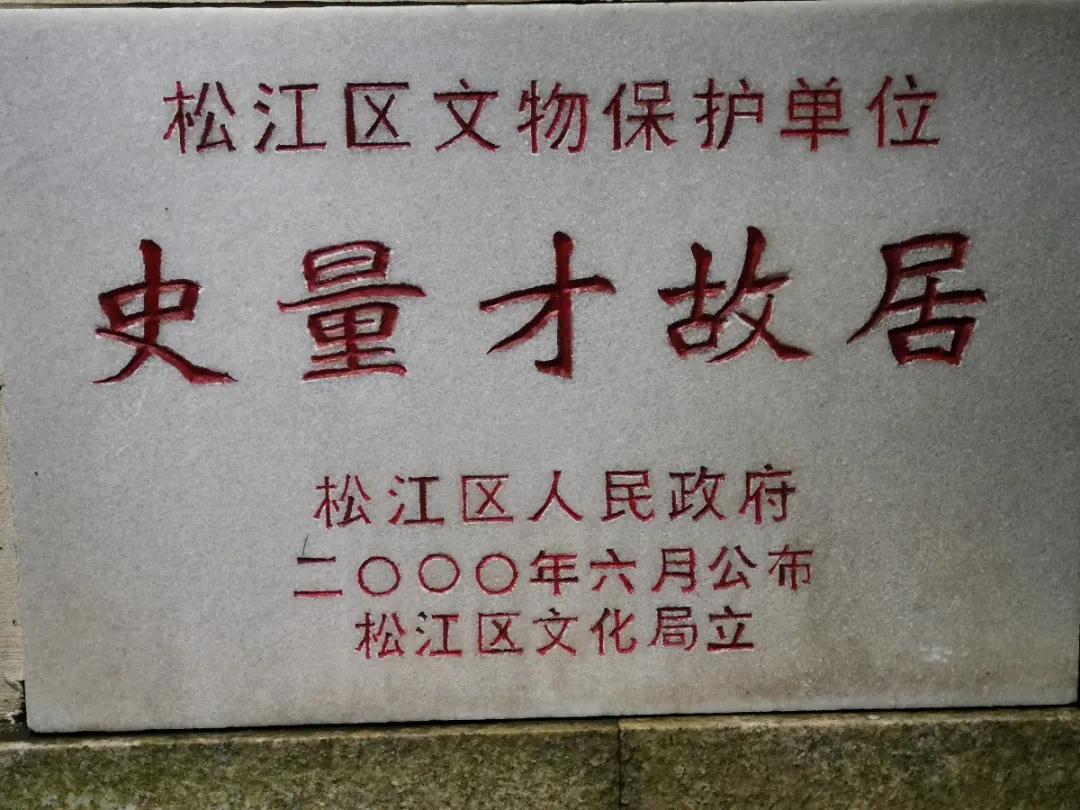 松江区文物保护单位
史量才故居
松江区人民政府
二〇〇〇年六月公布
松江区文化局立